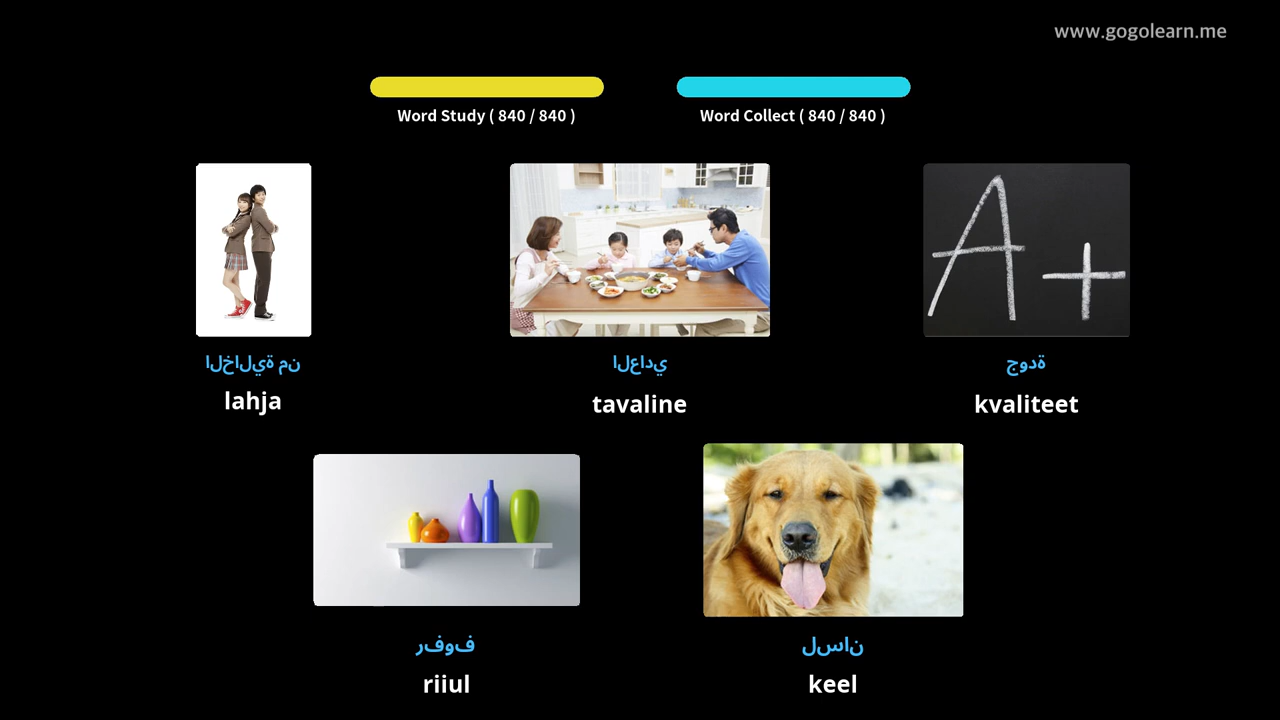 www.gogolearn.me
Word Study ( 840 / 840 )
Word Collect ( 840 / 840 )
الخالية من
lahja
العادي
tavaline
جودة
kvaliteet
رفوف
riiul
لسان
keel